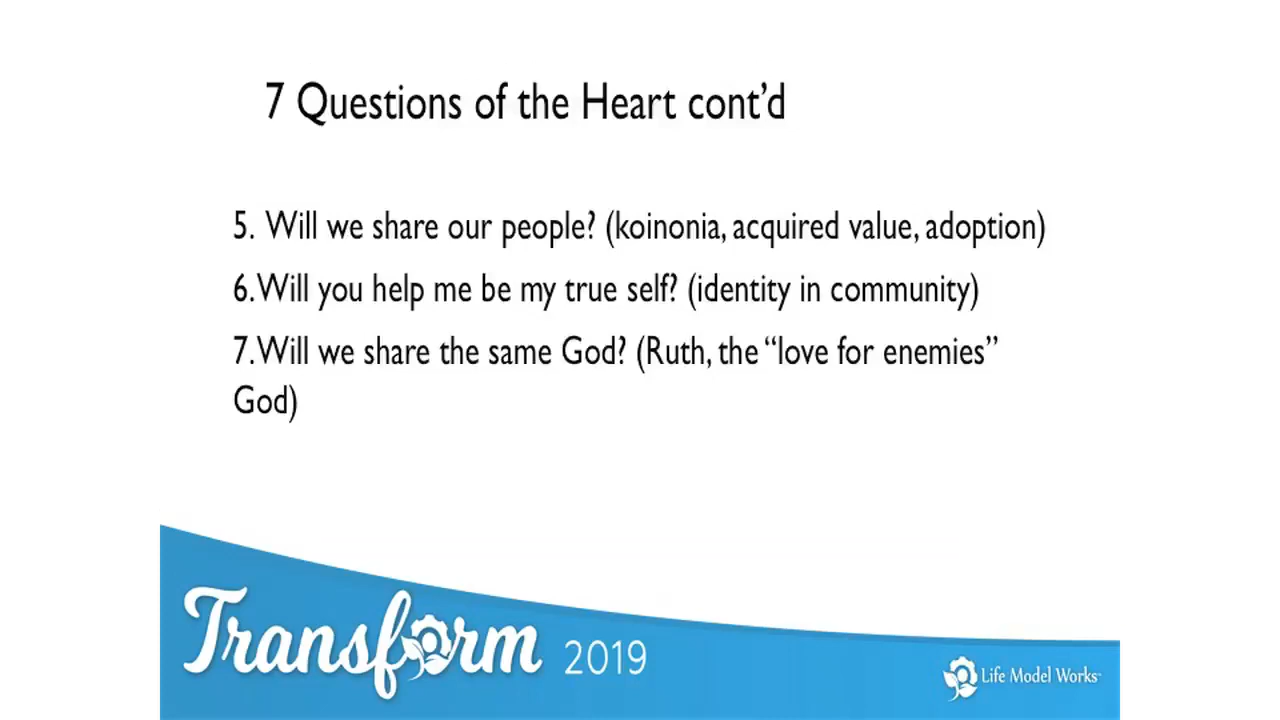 7 Questions of the Heart cont’d
5. Will we share our people? (koinonia, acquired value, adoption)
6.Will you help me be my true self? (identity in community)
7.Will we share the same God? (Ruth, the “love for enemies”
God)
Transform 2019
Life Model Works